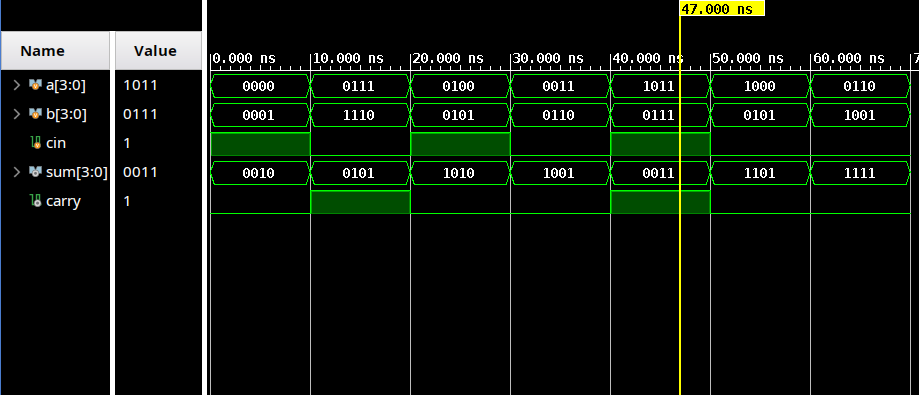 47.000 ns
Name Value
0.000 ns 10.000 ns 20.000 ns 30.000 ns 40.000 ns 50.000 ns 60.000 ns 7
a[3:0] 1011 0000 0111 0100 0011 1011 1000 0110
b[3:0] 0111 0001 1110 0101 0110 0111 0101 1001
cin 1
sum[3:0] 0011 0010 0101 1010 1001 0011 1101 1111
carry 1